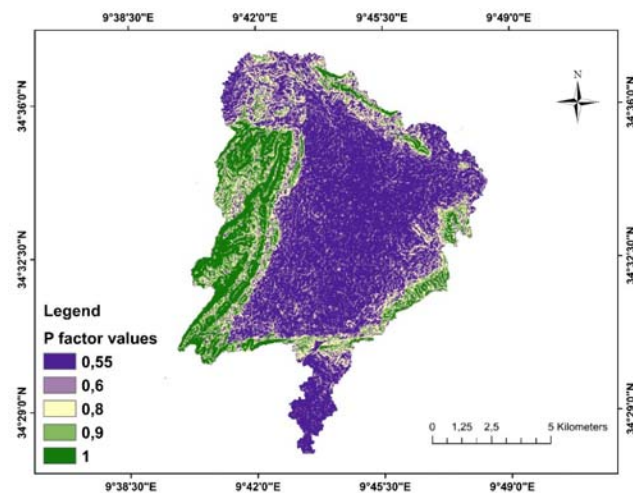 9°38'30"E 9°42'0"E 9°45'30"E 9°49'0"E
N
34°36'0"N 34°36'0"N
34°32'30"N 34°32'30"N
Legend
P factor values
0,55
0,6
0,8
0,9
1
34°29'0"N 34°29'0"N
0 1,25 2,5 5 Kilometers
9°38'30"E 9°42'0"E 9°45'30"E 9°49'0"E